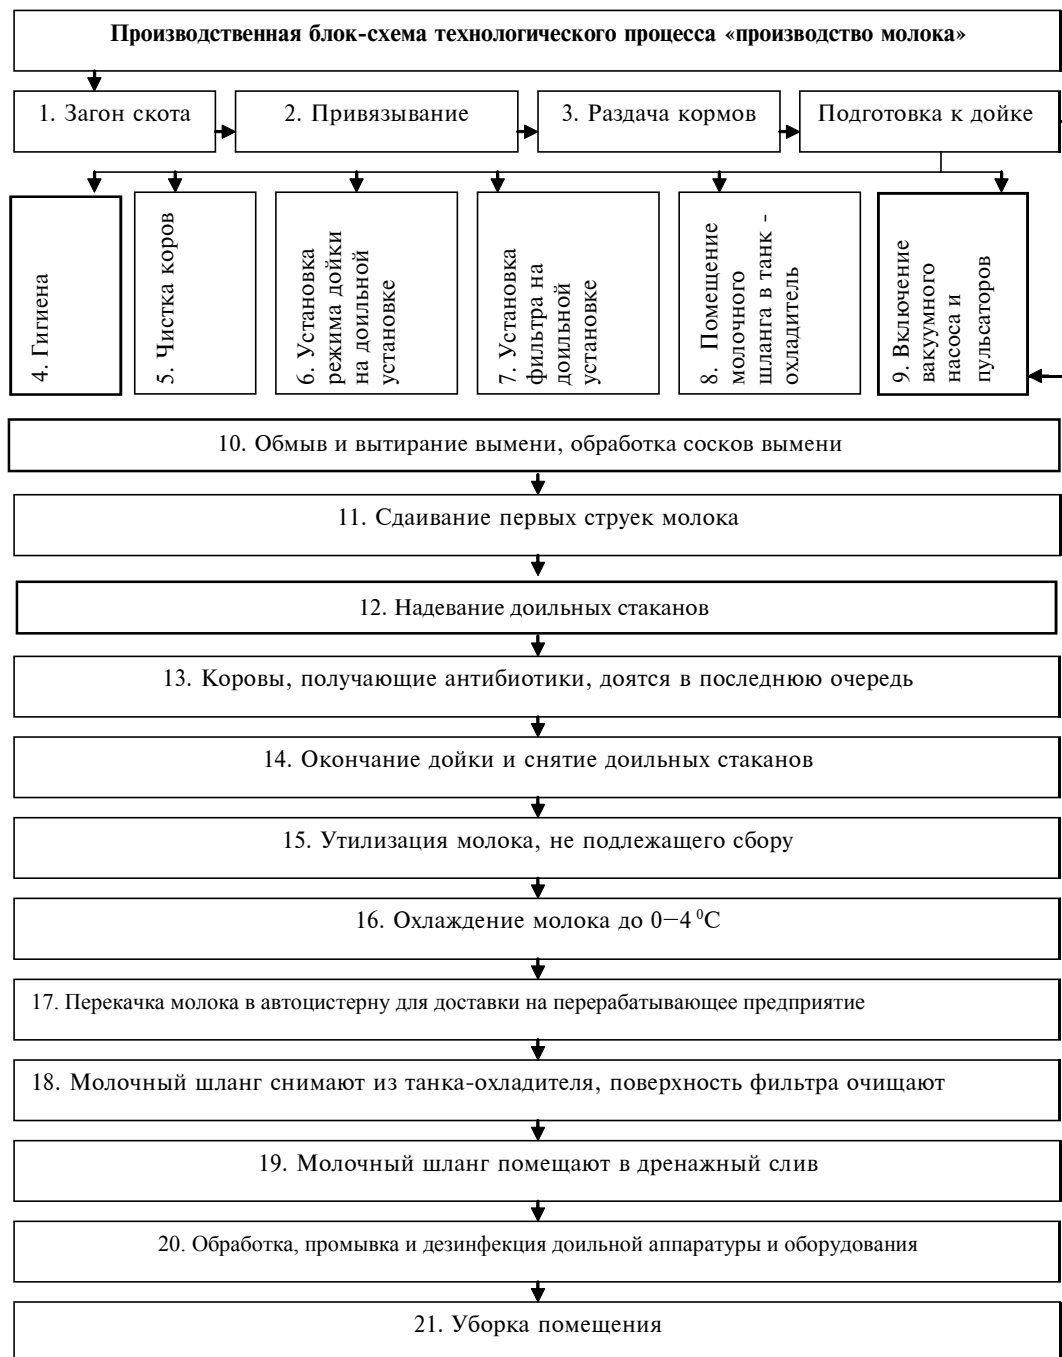 Производственная блок-схема технологического процесса «производство молока»
1. Загон скота
2. Привязывание
3. Раздача кормов
Подготовка к дойке
4. Гигиена
5. Чистка коров
6. Установка
режима дойки
на доильной
установке
7. Установка
фильтра на
доильной
установке
8. Помещение
молочного
шланга в танк -
охладитель
9. Включение
вакуумного
насоса и
пульсаторов
10. Обмыв и вытирание вымени, обработка сосков вымени
11. Сдаивание первых струек молока
12. Надевание доильных стаканов
13. Коровы, получающие антибиотики, доятся в последнюю очередь
14. Окончание дойки и снятие доильных стаканов
15. Утилизация молока, не подлежащего сбору
16. Охлаждение молока до 0–4 ⁰С
17. Перекачка молока в автоцистерну для доставки на перерабатывающее предприятие
18. Молочный шланг снимают из танка-охладителя, поверхность фильтра очищают
19. Молочный шланг помещают в дренажный слив
20. Обработка, промывка и дезинфекция доильной аппаратуры и оборудования
21. Уборка помещения